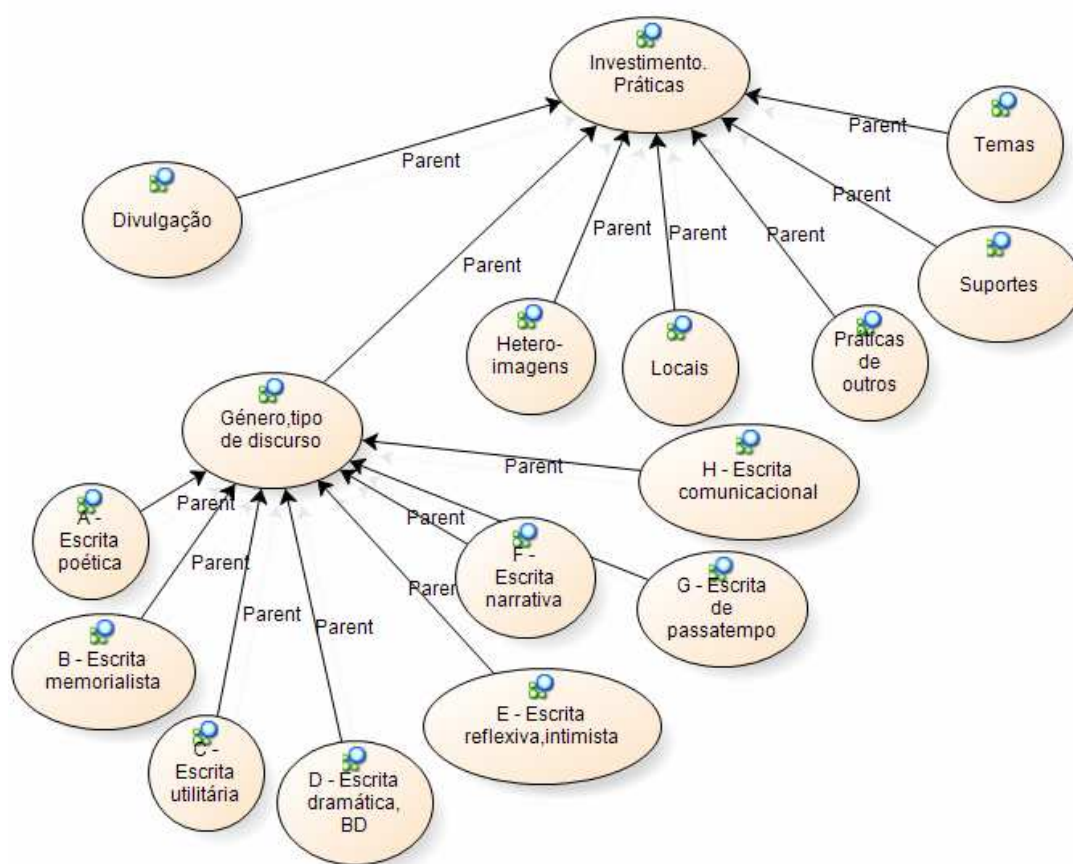 Investimento.
Práticas
Parent
Temas
Parent
Divulgação
Parent
Parent
Parent
Parent
Parent
Suportes
Hetero-
imagens
Locais
Práticas
de
outros
Género,tipo
de discurso
Parent
H - Escrita
comunicacional
Parent
A -
Escrita
poética
Parent
F -
Escrita
narrativa
Parent
G - Escrita
de
passatempo
Parent
Parent
Parent
Parent
B - Escrita
memorialista
E - Escrita
reflexiva,intimista
C -
Escrita
utilitária
D - Escrita
dramática,
BD